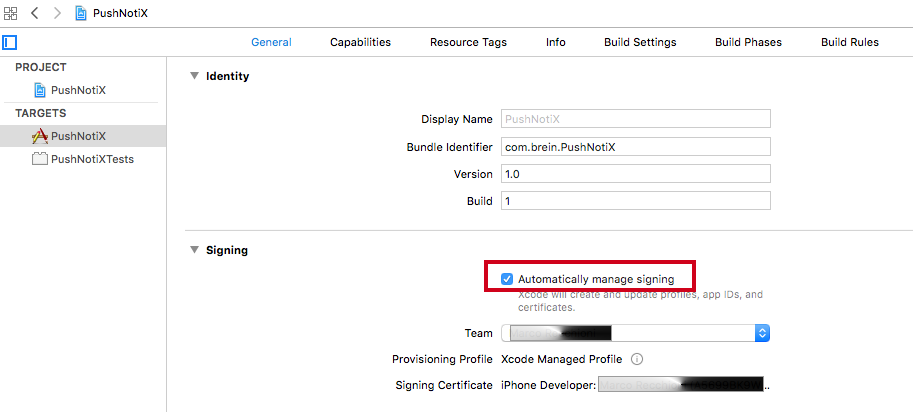 PushNotiX
General Capabilities Resource Tags Info Build Settings Build Phases Build Rules
PROJECT
PushNotiX
TARGETS
PushNotiX
PushNotiXTests
Identity
Display Name PushNotiX
Bundle Identifier com.brein.PushNotiX
Version 1.0
Build 1
Signing
Automatically manage signing
Xcode will create and update profiles, app IDs, and
certificates.
Team
Provisioning Profile Xcode Managed Profile
Signing Certificate iPhone Developer: ..